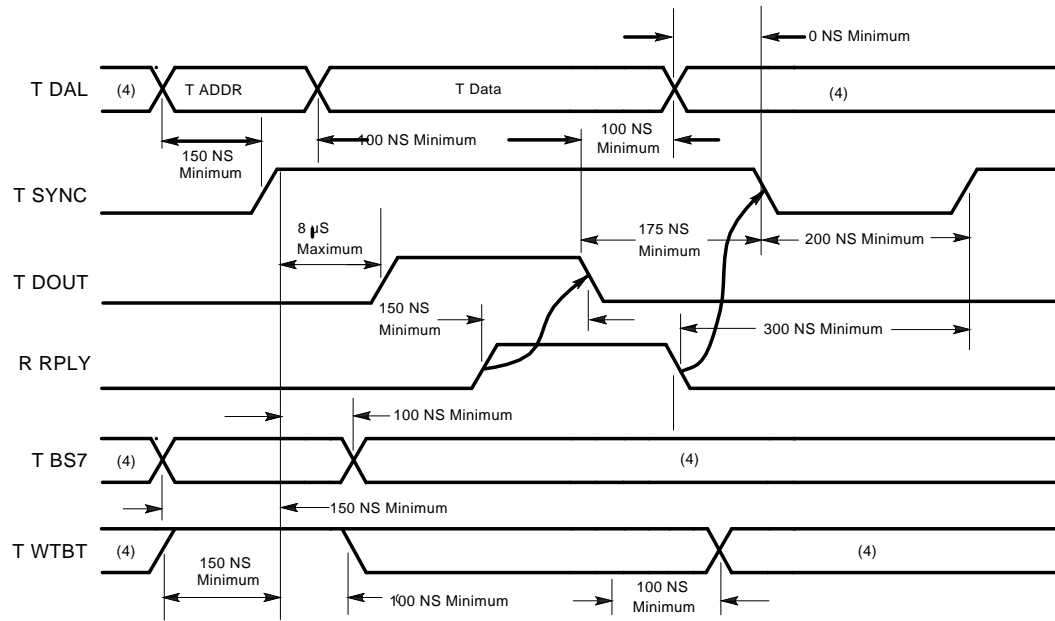 0 NS Minimum
T DAL
(4)
T ADDR
T Data
(4)
150 NS
Minimum
100 NS Minimum
100 NS
Minimum
T SYNC
8 µS
Maximum
175 NS
Minimum
200 NS Minimum
T DOUT
150 NS
Minimum
300 NS Minimum
R RPLY
100 NS Minimum
T BS7
(4)
(4)
150 NS Minimum
T WTBT
(4)
(4)
150 NS
Minimum
100 NS Minimum
100 NS
Minimum